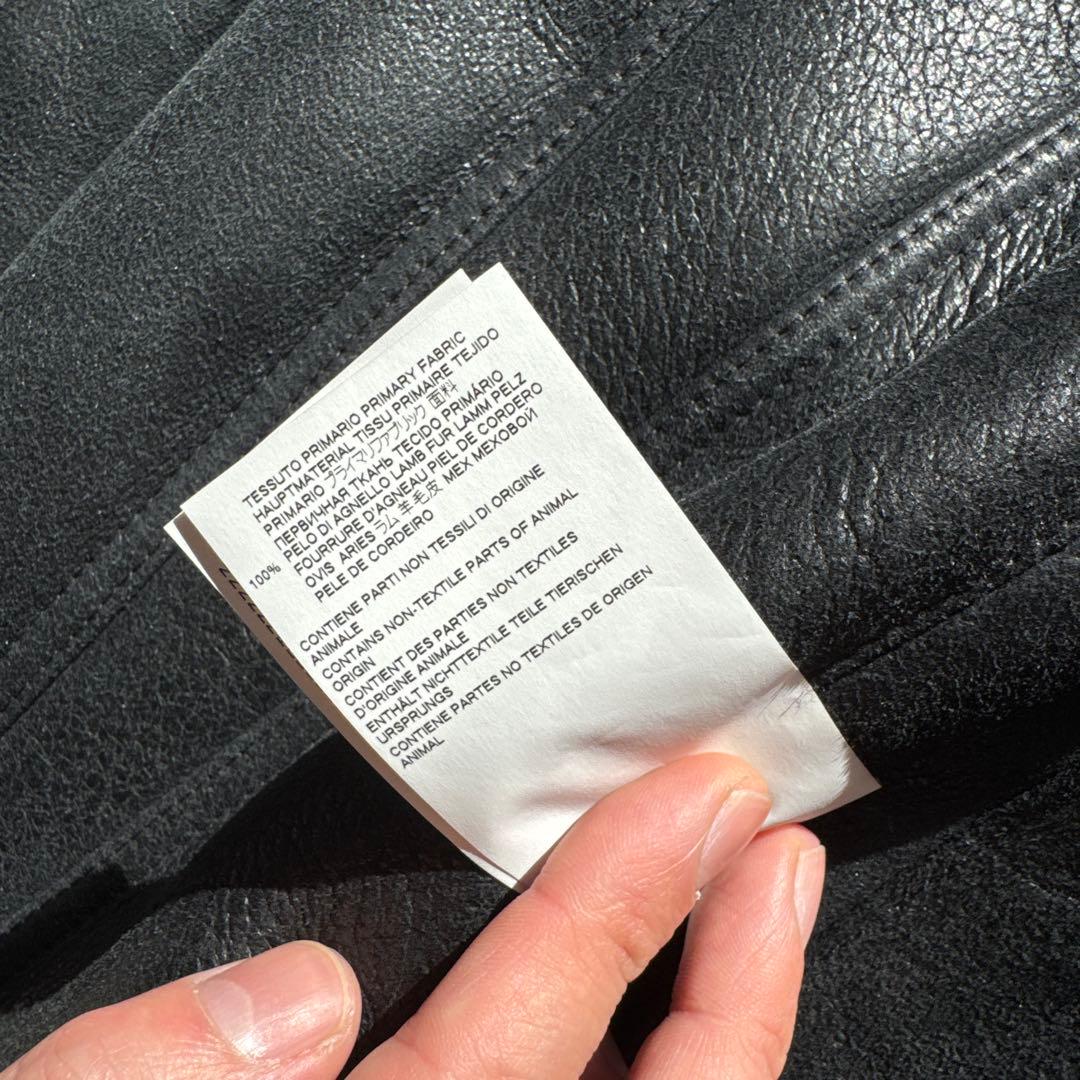 TESSUTO PRIMARIO PRIMARY FABRIC
HAUPTMATERIAL TISSU PRIMAIRE TEJIDO
PRIMARIO プライマリファブリック 面料
ПЕРВИЧНАЯ ТКАНЬ TECIDO PRIMÁRIO
PELO DI AGNELLO LAMB FUR LAMM PELZ
FOURRURE D'AGNEAU PIEL DE CORDERO
100% OVIS ARIES ラム 羊毛皮 МЕХ МЕХОВОЙ
PELE DE CORDEIRO
CONTIENE PARTI NON TESSILI DI ORIGINE
ANIMALE
CONTAINS NON-TEXTILE PARTS OF ANIMAL
ORIGIN
CONTIENT DES PARTIES NON TEXTILES
D'ORIGINE ANIMALE
ENTHÄLT NICHTTEXTILE TEILE TIERISCHEN
URSPRUNGS
CONTIENE PARTES NO TEXTILES DE ORIGEN
ANIMAL